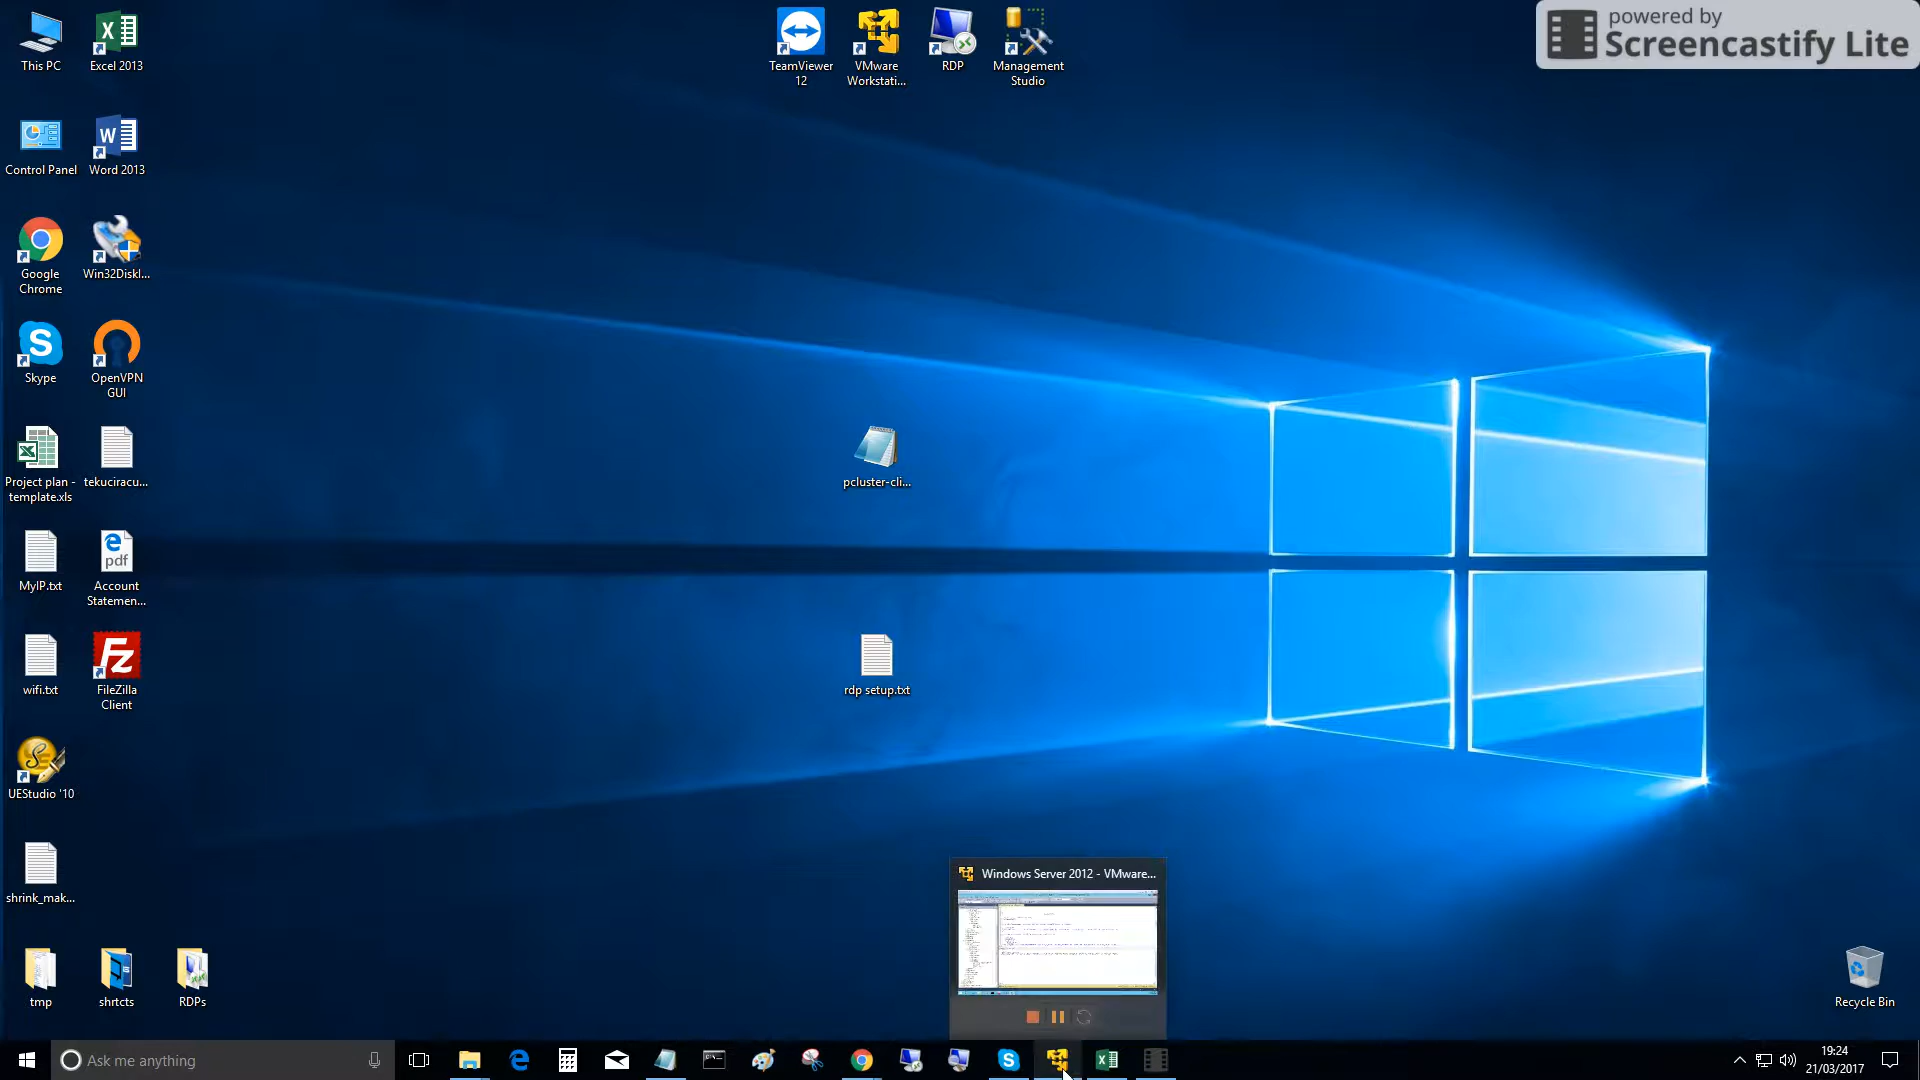 This PC
Excel 2013
TeamViewer
12
VMware
Workstati...
RDP
Management
Studio
powered by
Screencastify Lite
Control Panel
Word 2013
Google
Chrome
Win32DiskI...
Skype
OpenVPN
GUI
Project plan -
template.xls
tekuciracu...
pcluster-cli...
MyIP.txt
pdf
Account
Statemen...
wifi.txt
FileZilla
Client
rdp setup.txt
UEStudio '10
shrink_mak...
Windows Server 2012 - VMware...
tmp
shrtcts
RDPs
Recycle Bin
Ask me anything
19:24
21/03/2017